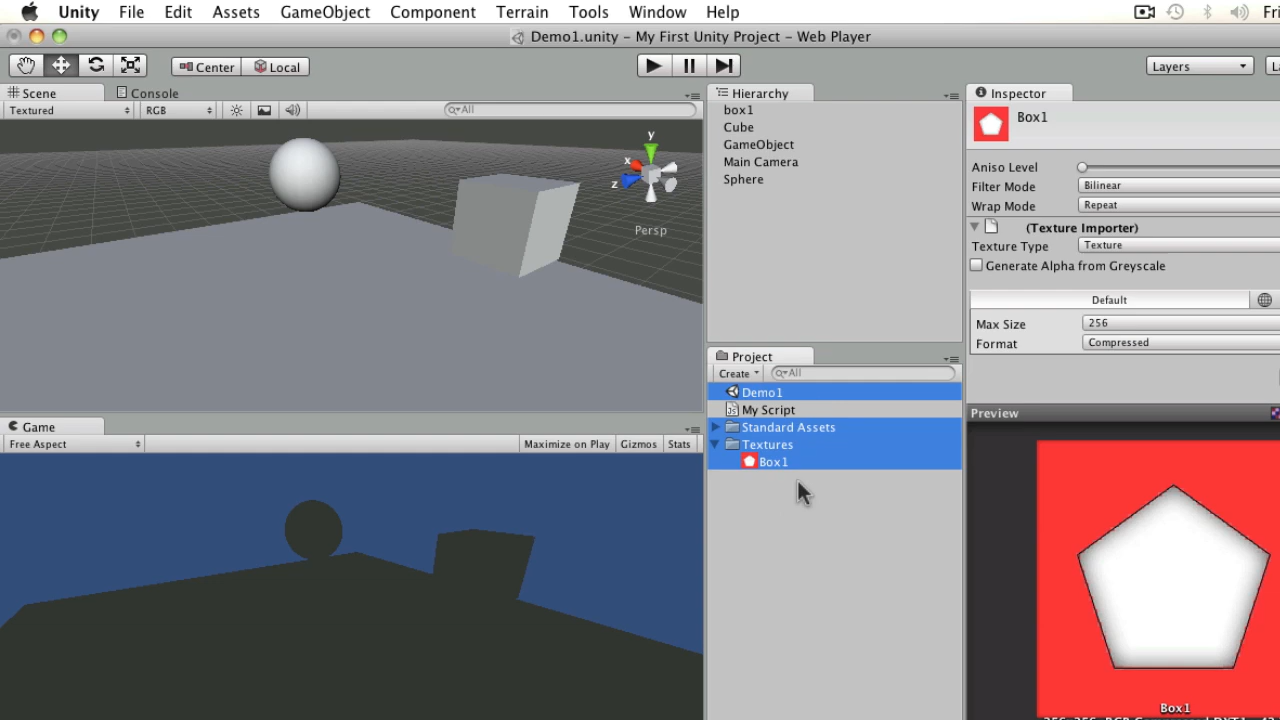 Unity File Edit Assets GameObject Component Terrain Tools Window Help
Demo1.unity – My First Unity Project – Web Player
Center Local Layers
Scene Console
Textured RGB All
y
x
z
Persp
Game
Free Aspect Maximize on Play Gizmos Stats
Hierarchy
box1
Cube
GameObject
Main Camera
Sphere
Project
Create All
Demo1
My Script
Standard Assets
Textures
Box1
Inspector
Box1
Aniso Level
Filter Mode Bilinear
Wrap Mode Repeat
(Texture Importer)
Texture Type Texture
Generate Alpha from Greyscale
Default
Max Size 256
Format Compressed
Preview
Box1